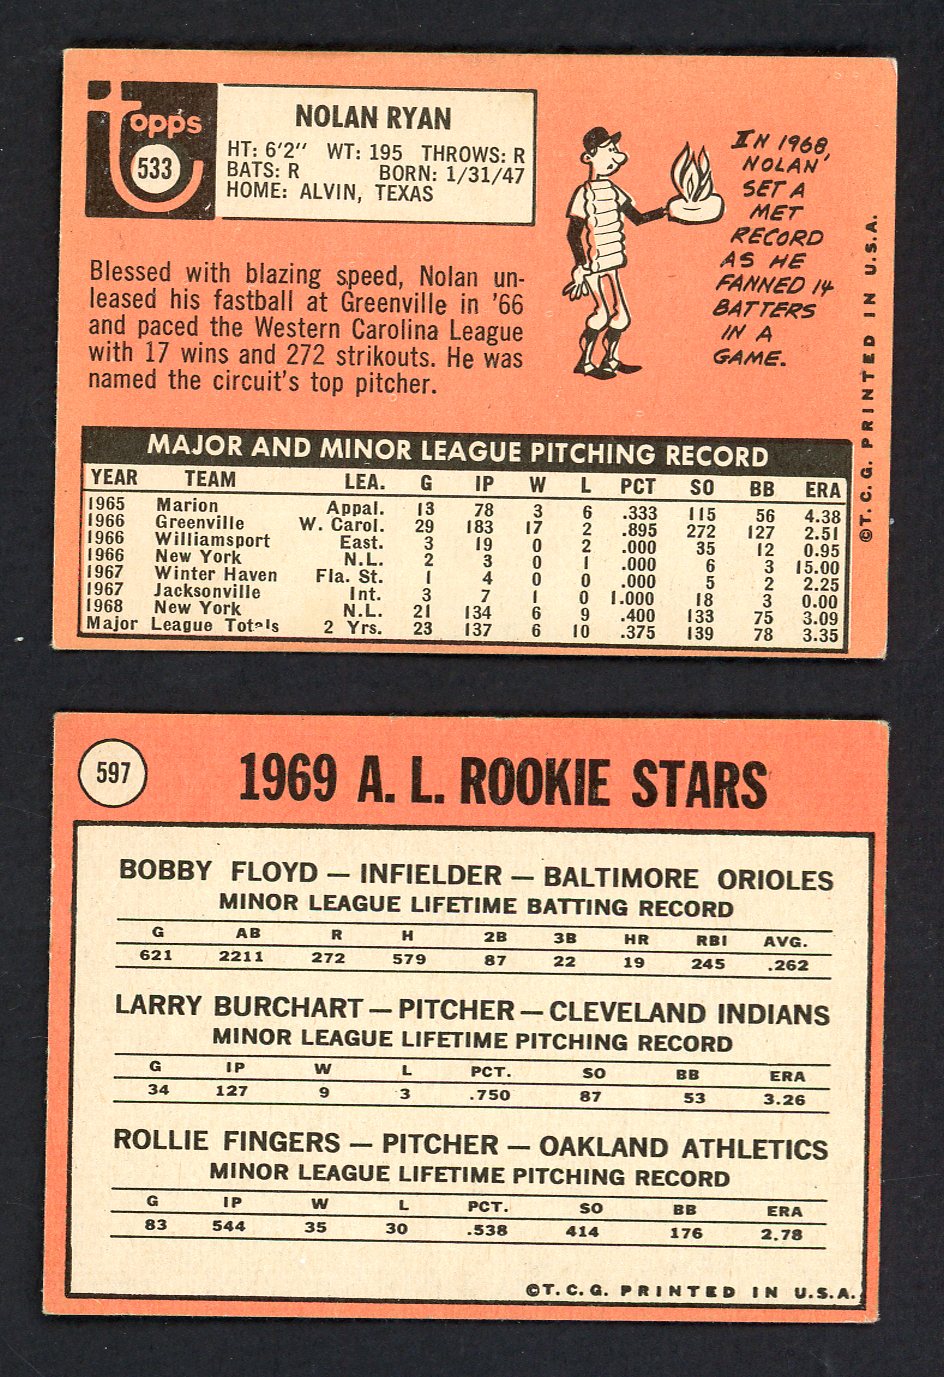 topps
533
NOLAN RYAN
HT: 6'2" WT: 195 THROWS: R
BATS: R BORN: 1/31/47
HOME: ALVIN, TEXAS
Blessed with blazing speed, Nolan un-
leased his fastball at Greenville in '66
and paced the Western Carolina League
with 17 wins and 272 strikouts. He was
named the circuit's top pitcher.
IN 1968,
NOLAN
SET A
MET
RECORD
AS HE
FANNED 14
BATTERS
IN A
GAME.
©T. C. G. PRINTED IN U.S.A.
MAJOR AND MINOR LEAGUE PITCHING RECORD
YEAR TEAM LEA. G IP W L PCT SO BB ERA
1965 Marion Appal. 13 78 3 6 .333 115 56 4.38
1966 Greenville W. Carol. 29 183 17 2 .895 272 127 2.51
1966 Williamsport East. 3 19 0 2 .000 35 12 0.95
1966 New York N.L. 2 3 0 1 .000 6 3 15.00
1967 Winter Haven Fla. St. 1 4 0 0 .000 5 2 2.25
1967 Jacksonville Int. 3 7 1 0 1.000 18 3 0.00
1968 New York N.L. 21 134 6 9 .400 133 75 3.09
Major League Totals 2 Yrs. 23 137 6 10 .375 139 78 3.35
597
1969 A. L. ROOKIE STARS
BOBBY FLOYD — INFIELDER — BALTIMORE ORIOLES
MINOR LEAGUE LIFETIME BATTING RECORD
G AB R H 2B 3B HR RBI AVG.
621 2211 272 579 87 22 19 245 .262
LARRY BURCHART — PITCHER — CLEVELAND INDIANS
MINOR LEAGUE LIFETIME PITCHING RECORD
G IP W L PCT. SO BB ERA
34 127 9 3 .750 87 53 3.26
ROLLIE FINGERS — PITCHER — OAKLAND ATHLETICS
MINOR LEAGUE LIFETIME PITCHING RECORD
G IP W L PCT. SO BB ERA
83 544 35 30 .538 414 176 2.78
©T. C. G. PRINTED IN U.S.A.